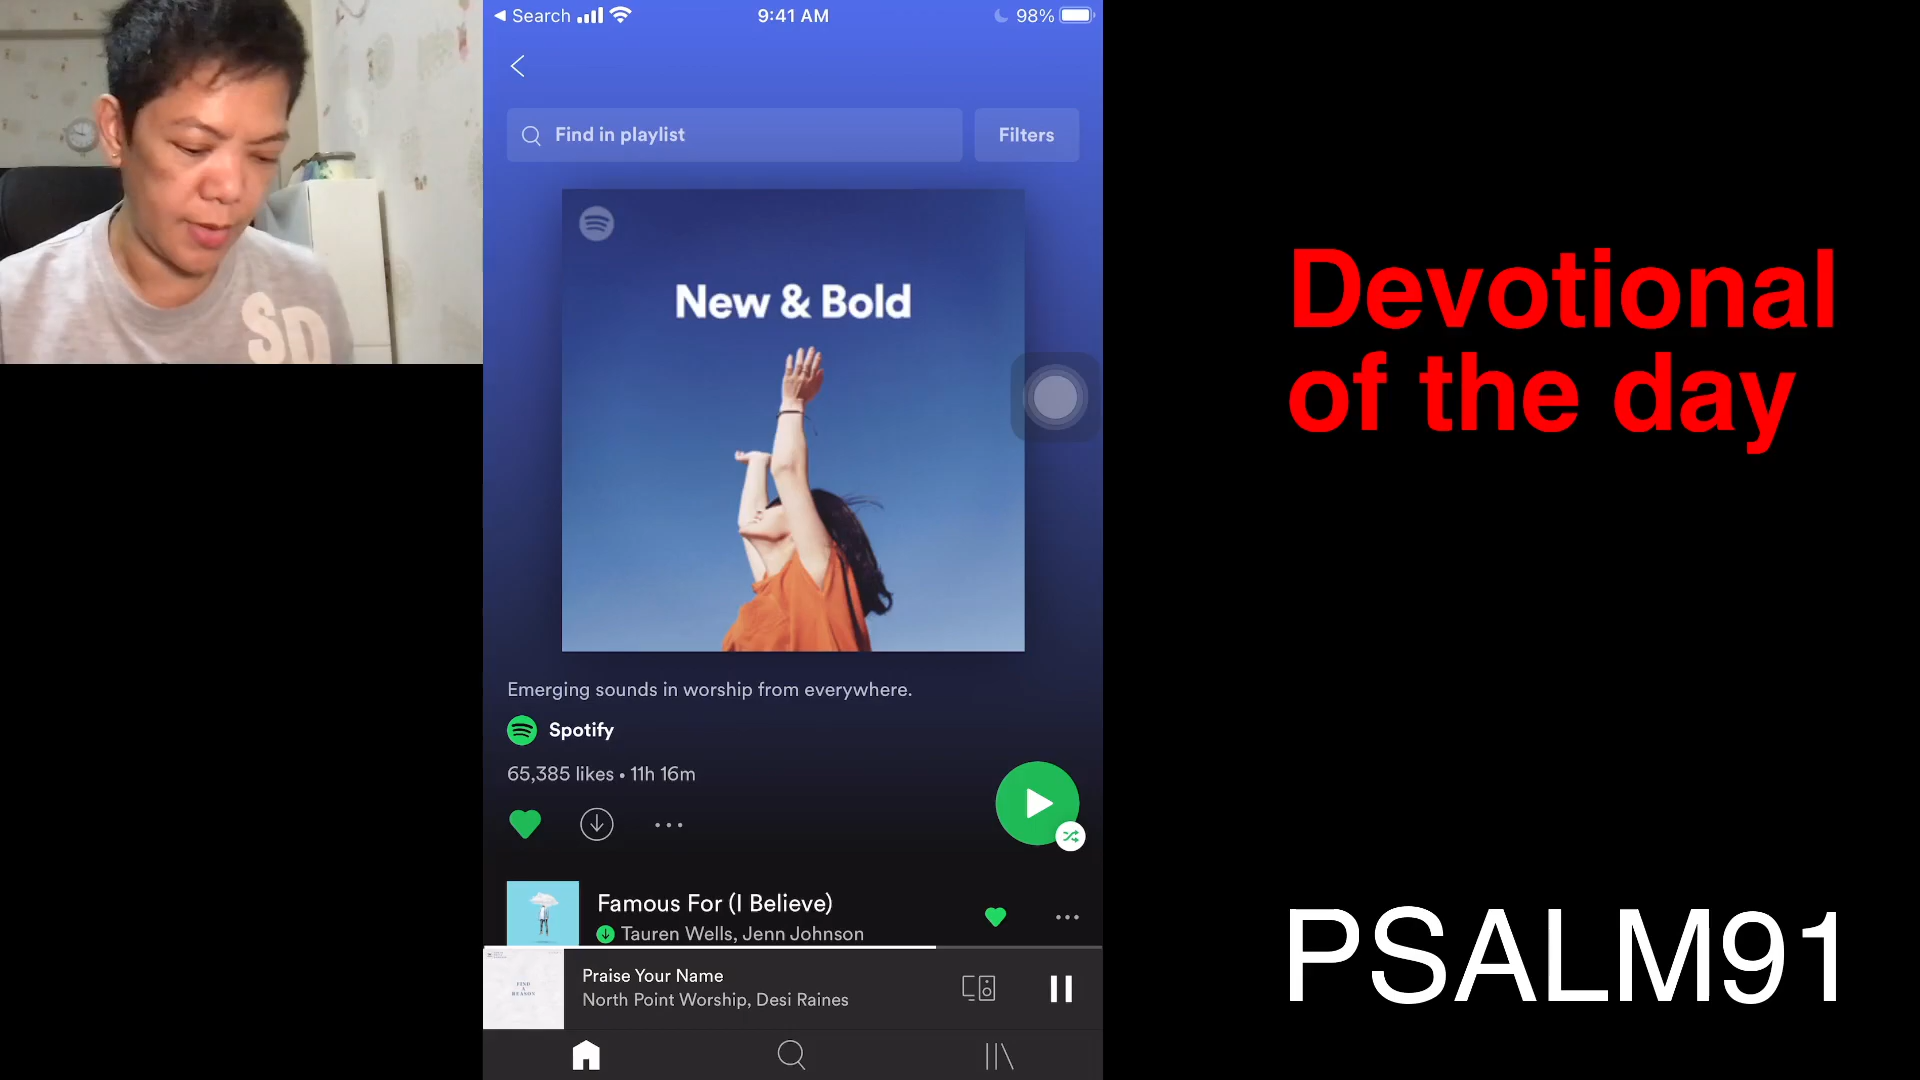 Search
9:41 AM
98%
Find in playlist
Filters
New & Bold
Emerging sounds in worship from everywhere.
Spotify
65,385 likes • 11h 16m
Famous For (I Believe)
Tauren Wells, Jenn Johnson
Praise Your Name
North Point Worship, Desi Raines
SD
Devotional
of the day
PSALM91